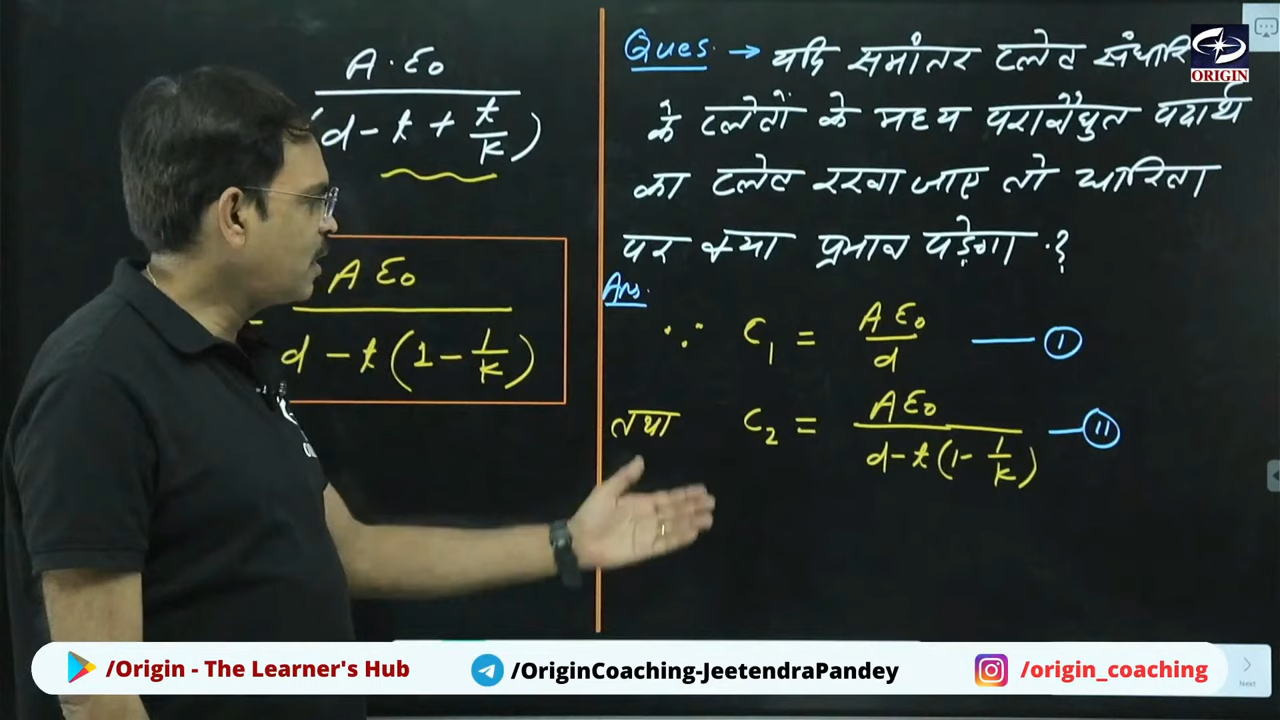 A·ε₀
(d - t + t/k)
A ε₀
d - t(1 - 1/k)
Ques. → यदि समांतर प्लेट संधारि
के प्लेटों के मध्य परावैधुत पदार्थ
का प्लेट रखा जाए तो धारिता
पर क्या प्रभाव पड़ेगा ?
Ans.
∵ C₁ = Aε₀/d — (I)
तथा C₂ = Aε₀/(d-t(1-1/k)) — (II)
ORIGIN
/Origin - The Learner's Hub
/OriginCoaching-JeetendraPandey
/origin_coaching
Next